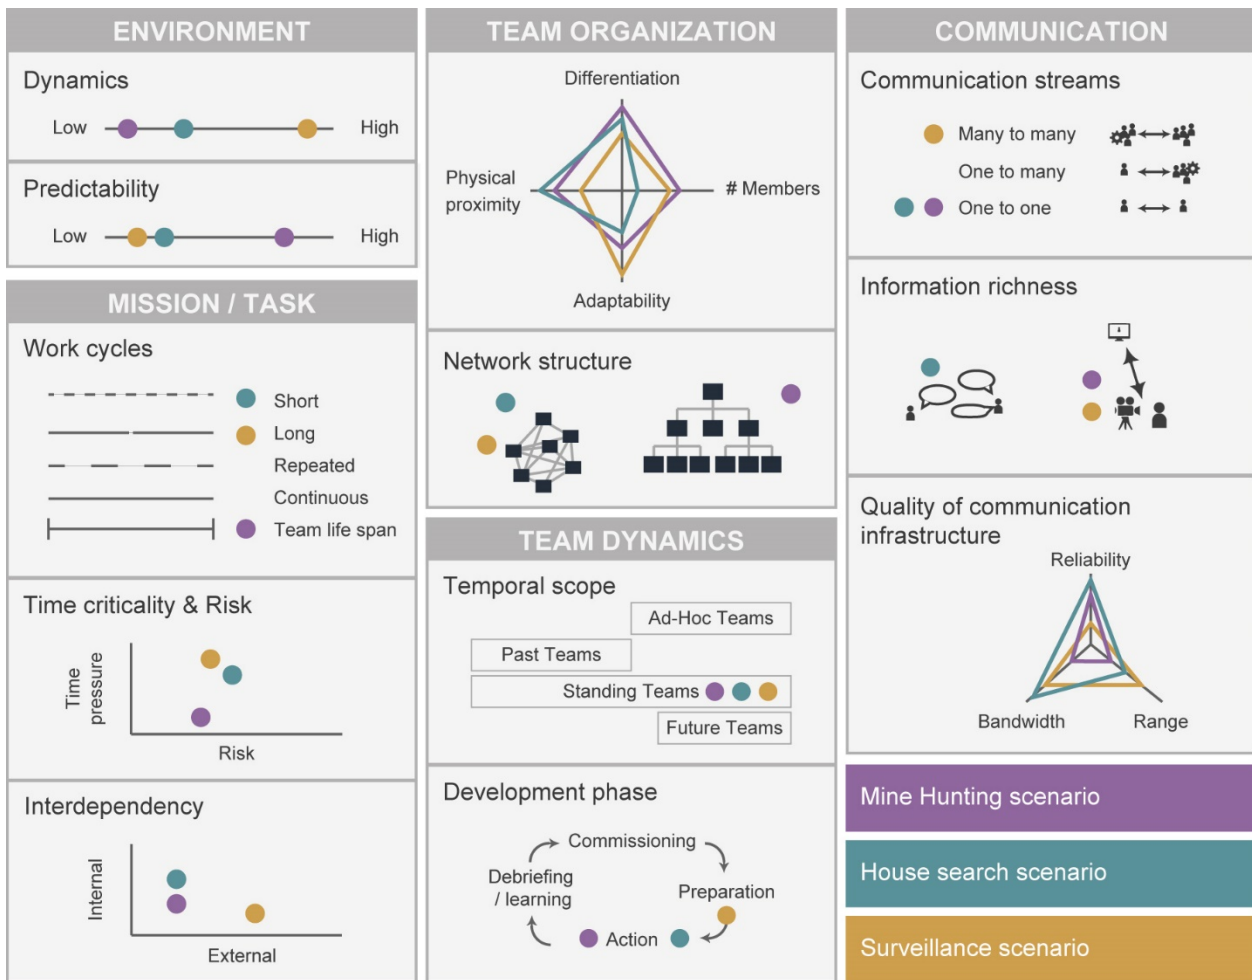 ENVIRONMENT
Dynamics
Low
High
Predictability
Low
High
MISSION / TASK
Work cycles
Short
Long
Repeated
Continuous
Team life span
Time criticality & Risk
Time
pressure
Risk
Interdependency
Internal
External
TEAM ORGANIZATION
Differentiation
Physical
proximity
# Members
Adaptability
Network structure
TEAM DYNAMICS
Temporal scope
Ad-Hoc Teams
Past Teams
Standing Teams
Future Teams
Development phase
Commissioning
Debriefing
/ learning
Preparation
Action
COMMUNICATION
Communication streams
Many to many
One to many
One to one
Information richness
Quality of communication
infrastructure
Reliability
Bandwidth
Range
Mine Hunting scenario
House search scenario
Surveillance scenario